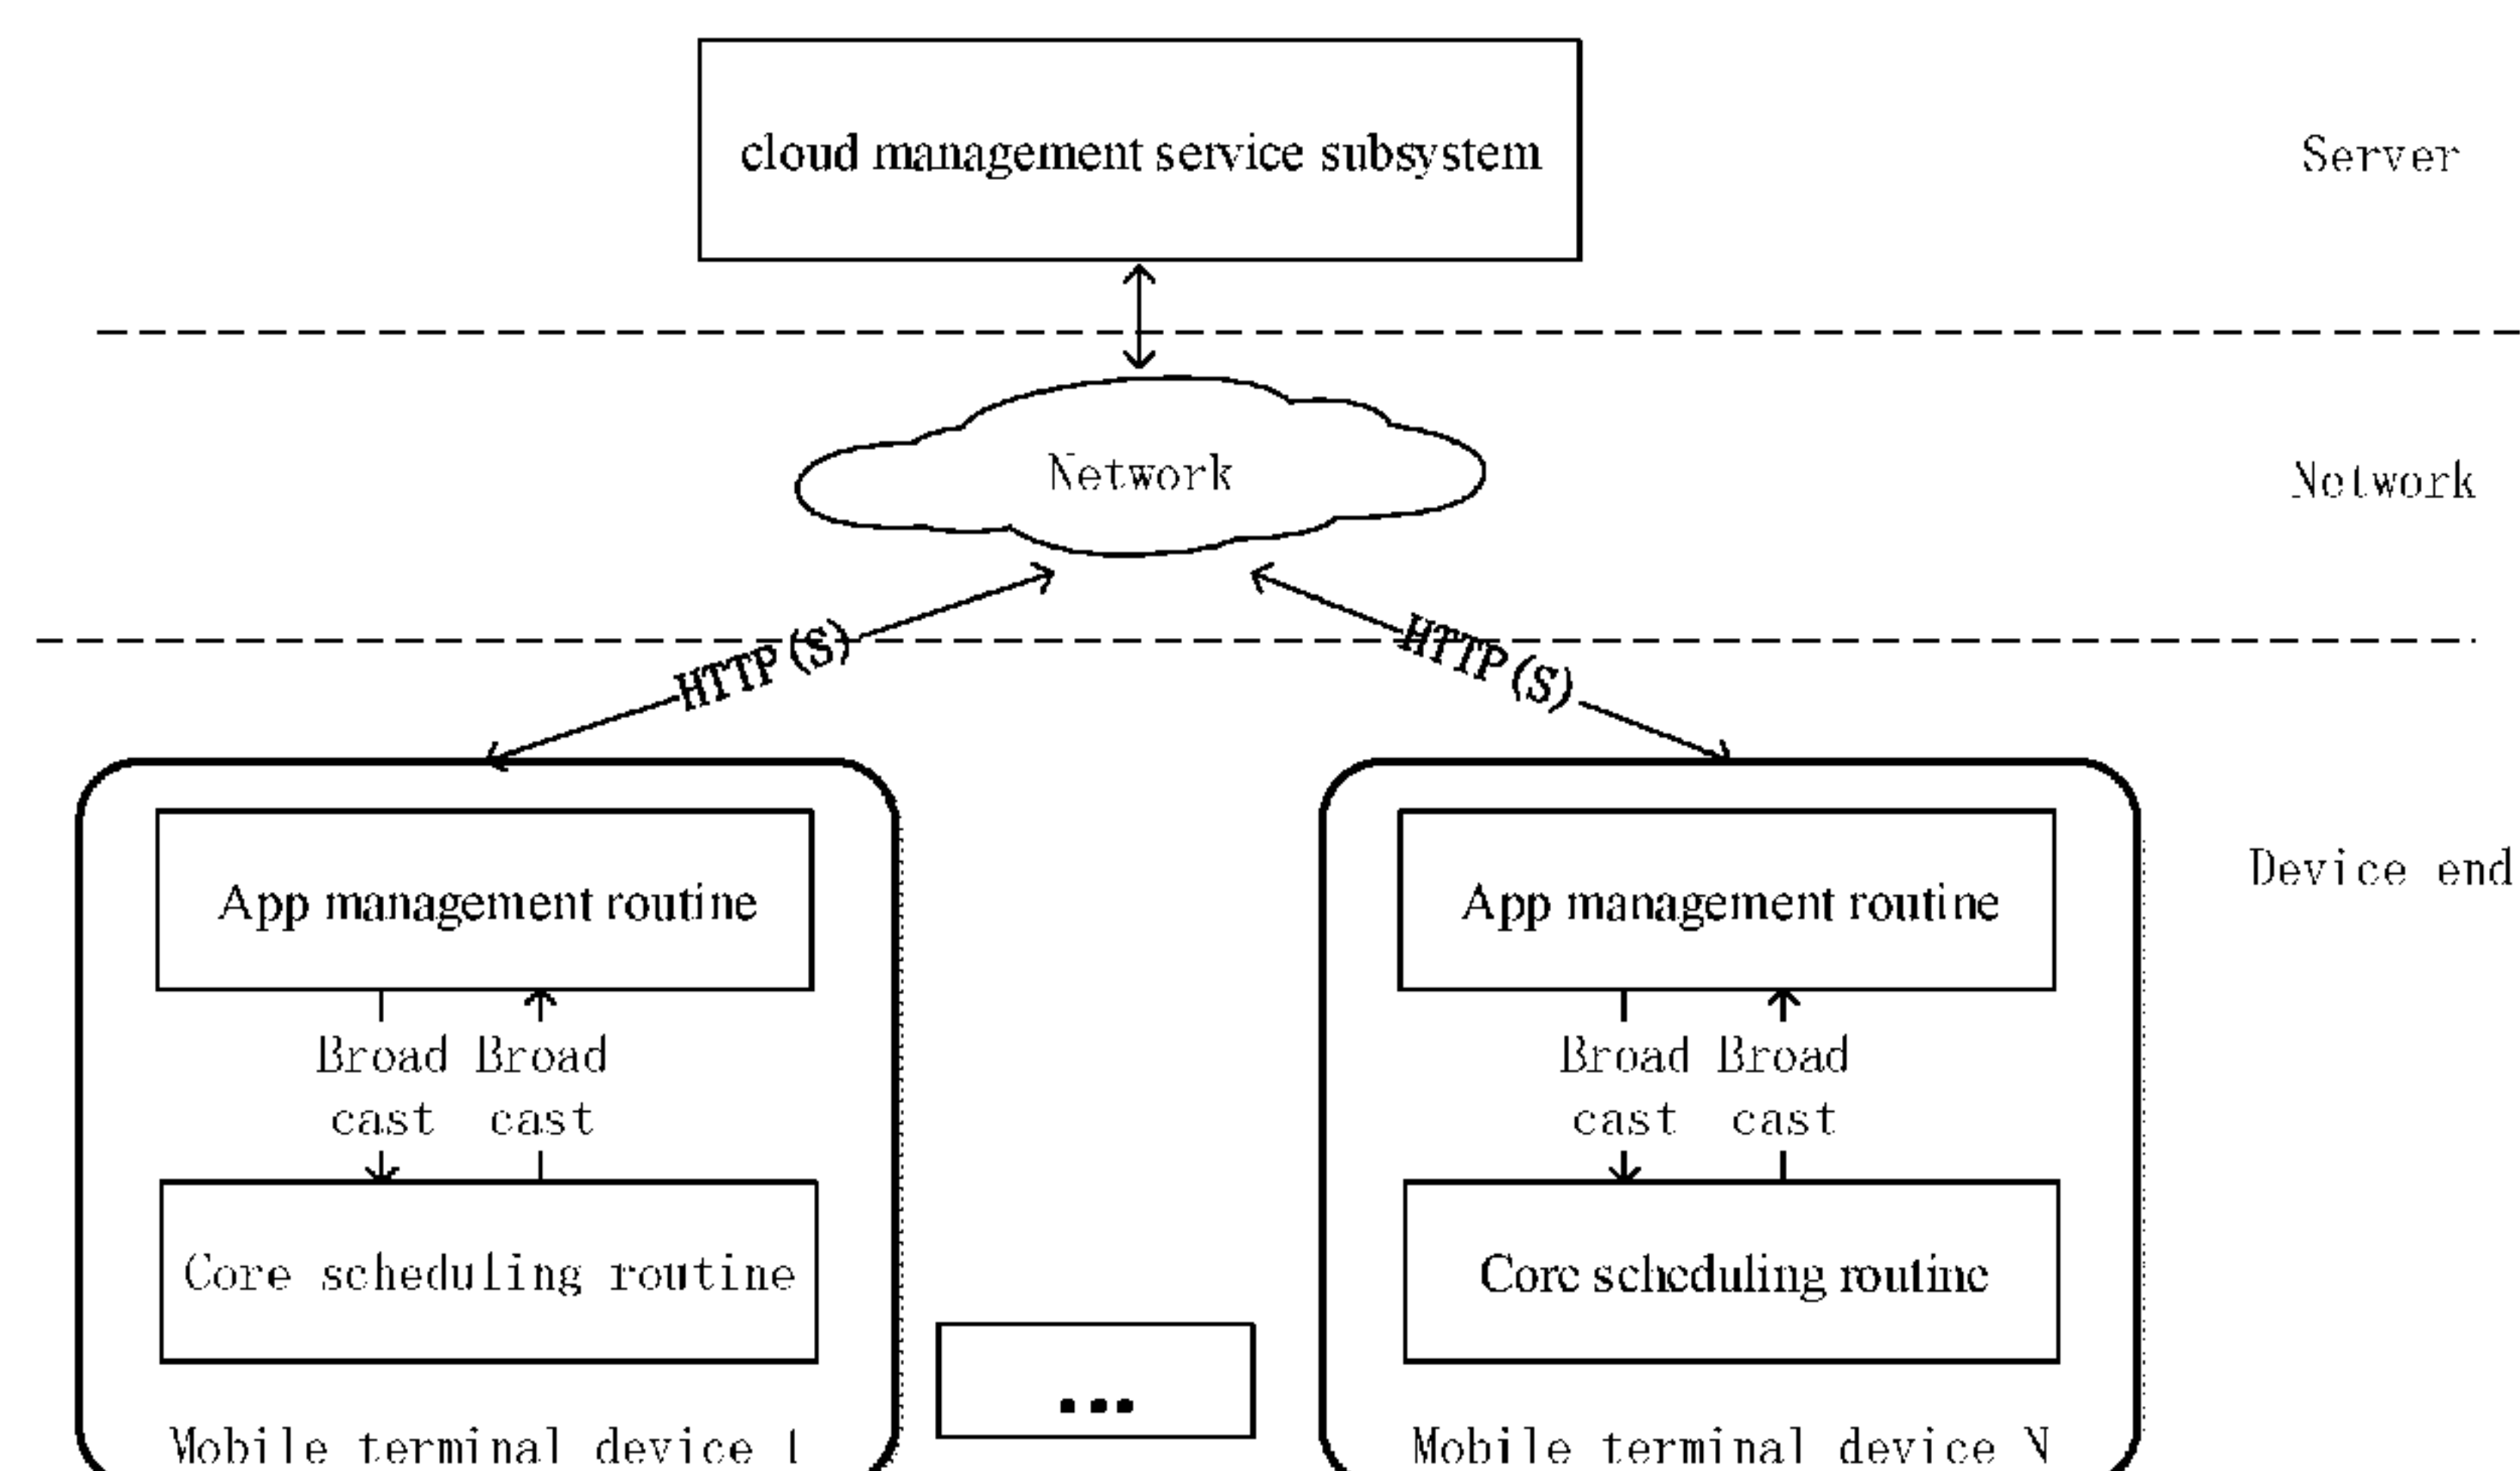 cloud management service subsystem
Server
Network
Network
HTTP(S)
HTTP(S)
App management routine
App management routine
Device end
Broad Broad
cast cast
Broad Broad
cast cast
Core scheduling routine
Core scheduling routine
...
Mobile terminal device 1
Mobile terminal device N